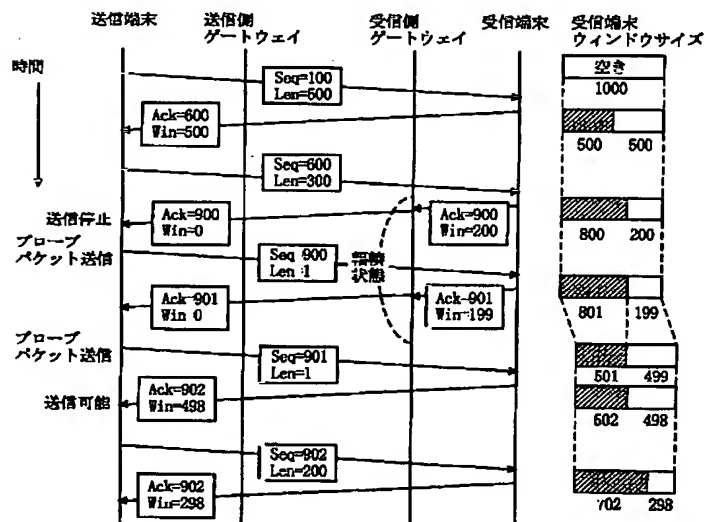 送信端末
送信側
ゲートウェイ
受信側
ゲートウェイ
受信端末
受信端末
ウィンドウサイズ
時間
空き
1000
Seq=100
Len=500
Ack=600
Win=500
500 500
Seq=600
Len=300
送信停止
Ack=900
Win=0
Ack=900
Win=200
800 200
プローブ
パケット送信
Seq 900
Len 1
輻輳
状態
Ack-901
Win 0
Ack-901
Win-199
801 199
プローブ
パケット送信
Seq=901
Len=1
501 499
送信可能
Ack=902
Win=498
502 498
Seq=902
Len=200
Ack=902
Win=298
702 298